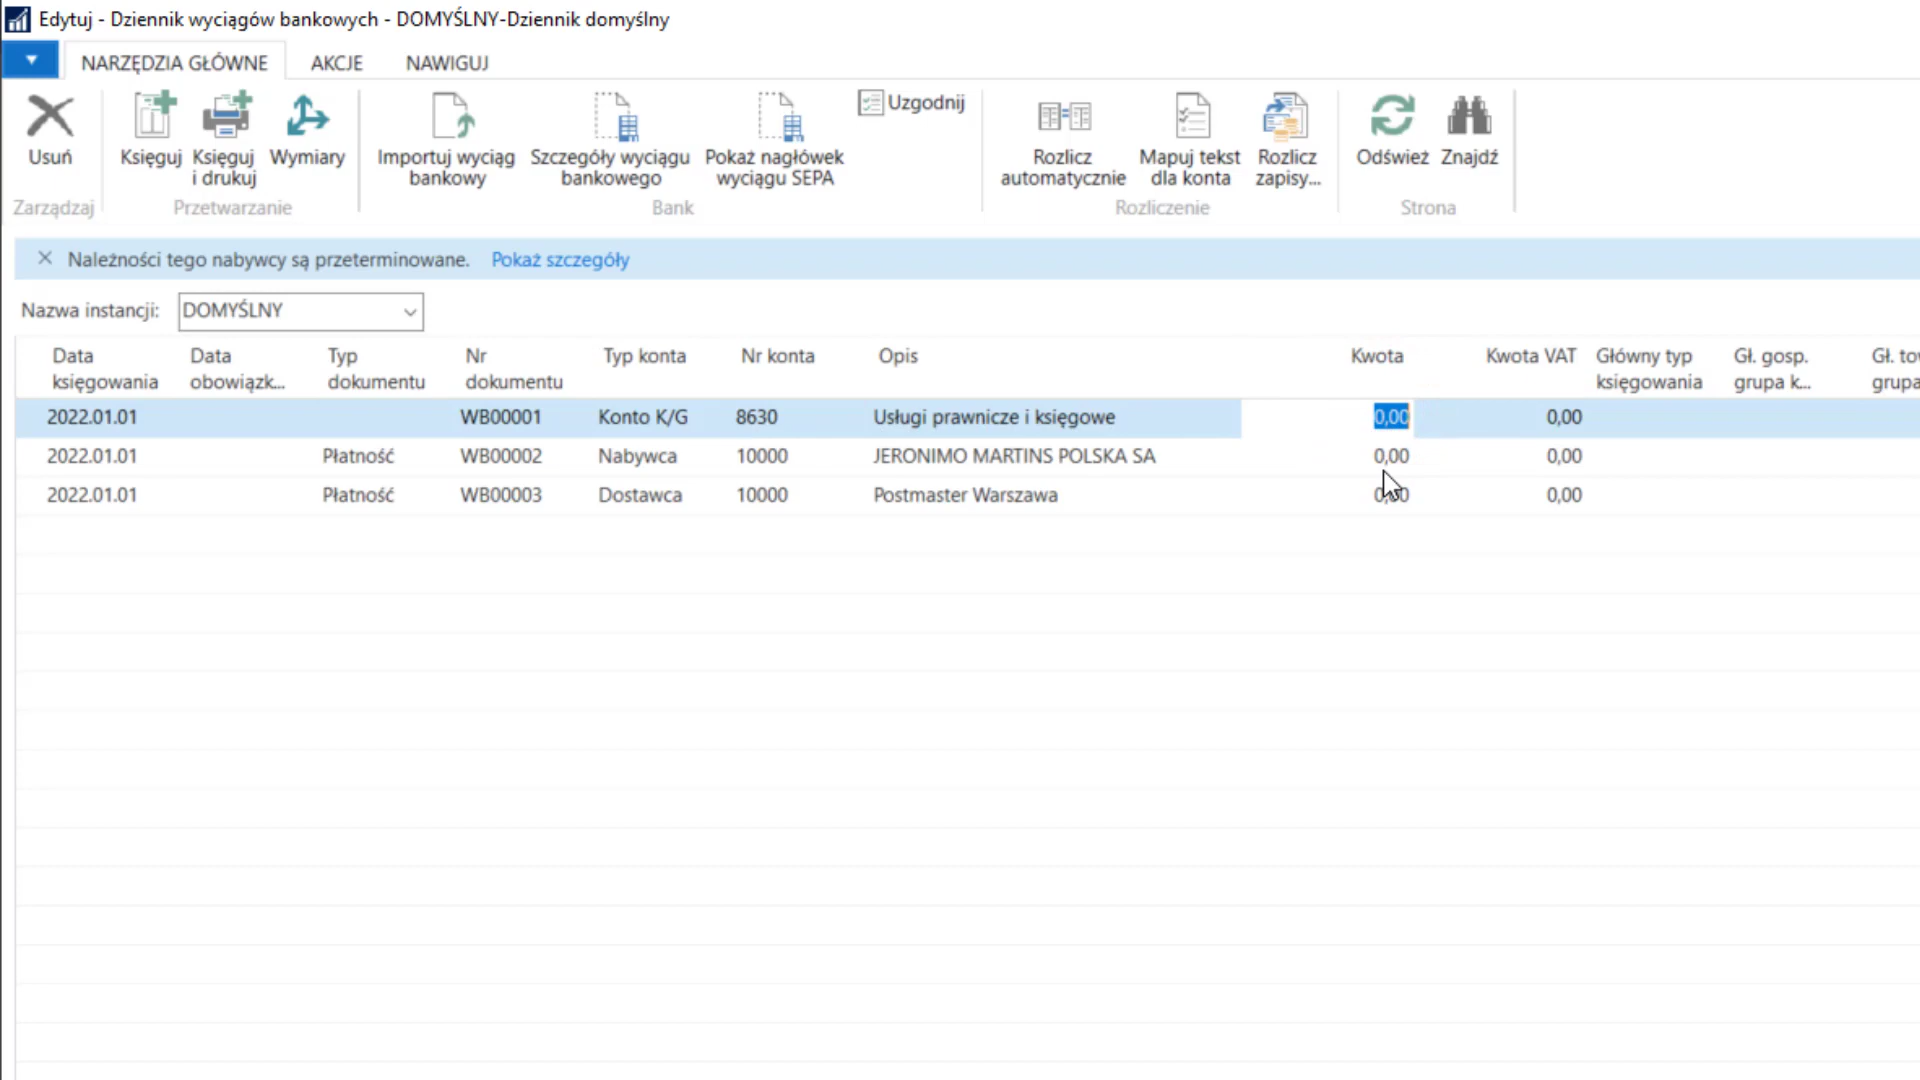 Edytuj - Dziennik wyciągów bankowych - DOMYŚLNY-Dziennik domyślny
NARZĘDZIA GŁÓWNE AKCJE NAWIGUJ
Usuń
Zarządzaj
Księguj
Księguj
i drukuj
Wymiary
Przetwarzanie
Importuj wyciąg
bankowy
Szczegóły wyciągu
bankowego
Pokaż nagłówek
wyciągu SEPA
Uzgodnij
Bank
Rozlicz
automatycznie
Mapuj tekst
dla konta
Rozlicz
zapisy...
Rozliczenie
Odśwież
Znajdź
Strona
Należności tego nabywcy są przeterminowane. Pokaż szczegóły
Nazwa instancji: DOMYŚLNY
Data
księgowania
Data
obowiązk...
Typ
dokumentu
Nr
dokumentu
Typ konta
Nr konta
Opis
Kwota
Kwota VAT
Główny typ
księgowania
Gł. gosp.
grupa k...
Gł. tow
grupa
2022.01.01 WB00001 Konto K/G 8630 Usługi prawnicze i księgowe 0,00 0,00
2022.01.01 Płatność WB00002 Nabywca 10000 JERONIMO MARTINS POLSKA SA 0,00 0,00
2022.01.01 Płatność WB00003 Dostawca 10000 Postmaster Warszawa 0,00 0,00